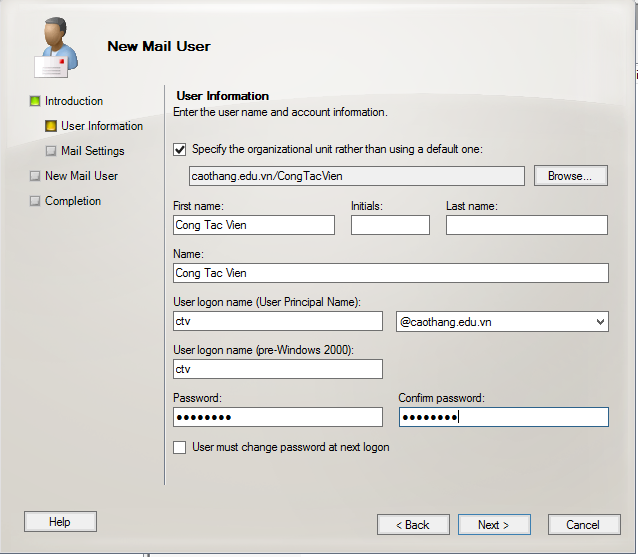 New Mail User
Introduction
User Information
Mail Settings
New Mail User
Completion
User Information
Enter the user name and account information.
Specify the organizational unit rather than using a default one:
caothang.edu.vn/CongTacVien
Browse...
First name:
Initials:
Last name:
Cong Tac Vien
Name:
Cong Tac Vien
User logon name (User Principal Name):
ctv
@caothang.edu.vn
User logon name (pre-Windows 2000):
ctv
Password:
Confirm password:
●●●●●●●●
●●●●●●●●
User must change password at next logon
Help
< Back
Next >
Cancel